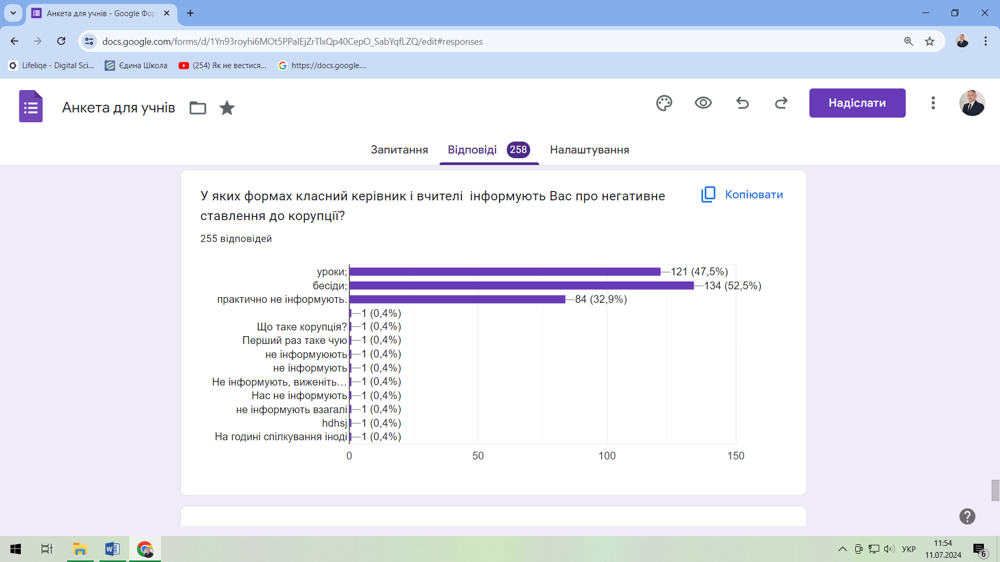 Анкета для учнів - Google Фор
docs.google.com/forms/d/1Yn93royhi6MOt5PPaIEjZrTlxQp40CepO_SabYqfLZQ/edit#responses
Lifeliqe - Digital Sci...
Єдина Школа
(254) Як не вестися...
https://docs.google....
Анкета для учнів
Надіслати
Запитання
Відповіді 258
Налаштування
У яких формах класний керівник і вчителі  інформують Вас про негативне
ставлення до корупції?
Копіювати
255 відповідей
уроки; 121 (47,5%)
бесіди; 134 (52,5%)
практично не інформують. 84 (32,9%)
1 (0,4%)
Що таке корупція? 1 (0,4%)
Перший раз таке чую 1 (0,4%)
не інформуюють 1 (0,4%)
не інформують 1 (0,4%)
Не інформують, виженіть… 1 (0,4%)
Нас не інформують 1 (0,4%)
не інформують взагалі 1 (0,4%)
hdhsj 1 (0,4%)
На годині спілкування іноді 1 (0,4%)
0 50 100 150
УКР
11:54
11.07.2024
6